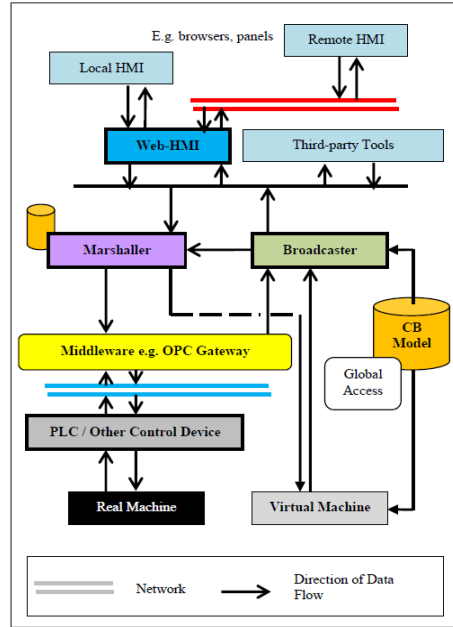 E.g. browsers, panels
Remote HMI
Local HMI
Web-HMI
Third-party Tools
Marshaller
Broadcaster
CB
Model
Middleware e.g. OPC Gateway
Global
Access
PLC / Other Control Device
Real Machine
Virtual Machine
Network
Direction of Data
Flow